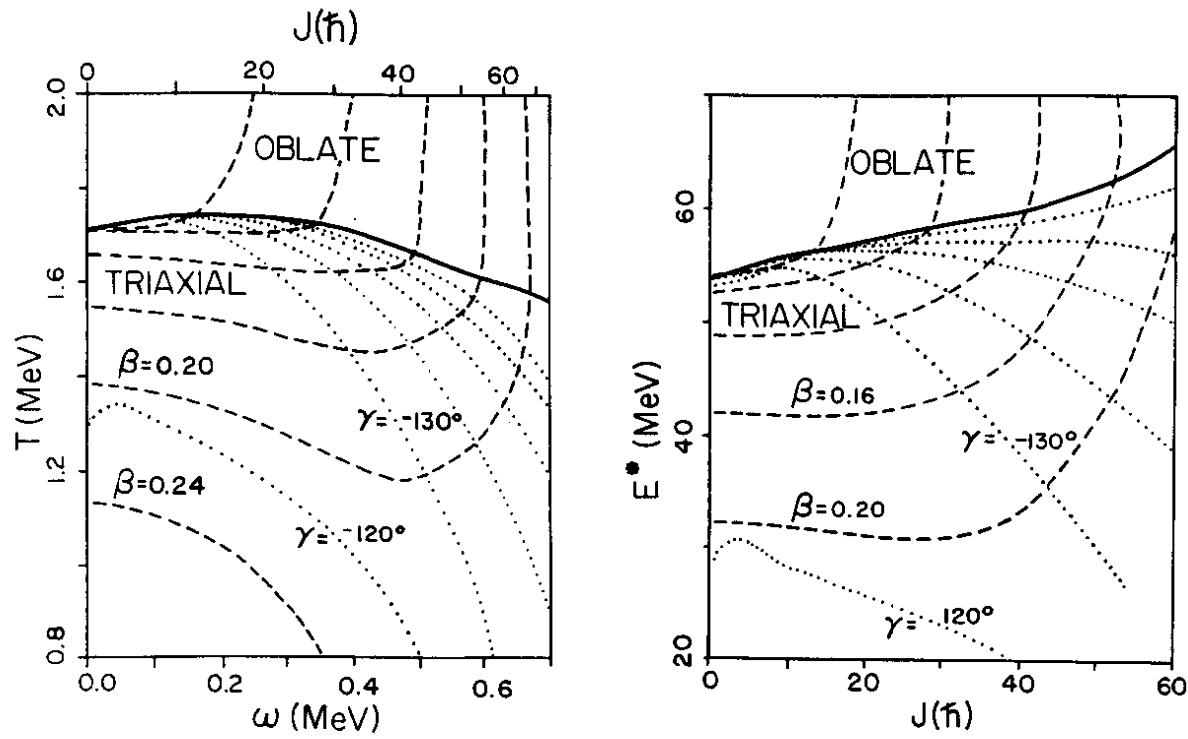 J(ħ)
0 20 40 60
2.0
OBLATE
1.6
TRIAXIAL
β=0.20
γ= -130°
T (MeV)
1.2
β=0.24
γ= -120°
0.8
0.0 0.2 0.4 0.6
ω (MeV)
OBLATE
60
TRIAXIAL
β=0.16
γ= -130°
E* (MeV)
40
β=0.20
γ= 120°
20
0 20 40 60
J(ħ)